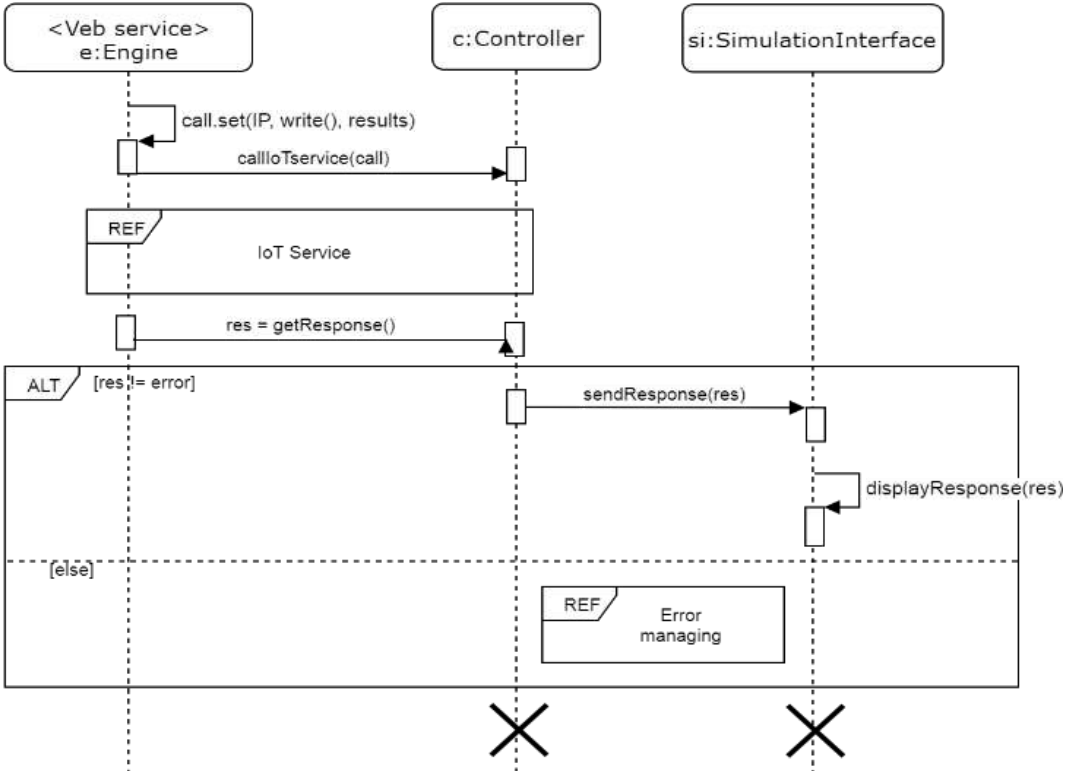 <Veb service>
e:Engine
c:Controller
si:SimulationInterface
call.set(IP, write(), results)
callIoTservice(call)
REF
IoT Service
res = getResponse()
ALT
[res != error]
sendResponse(res)
displayResponse(res)
[else]
REF
Error
managing